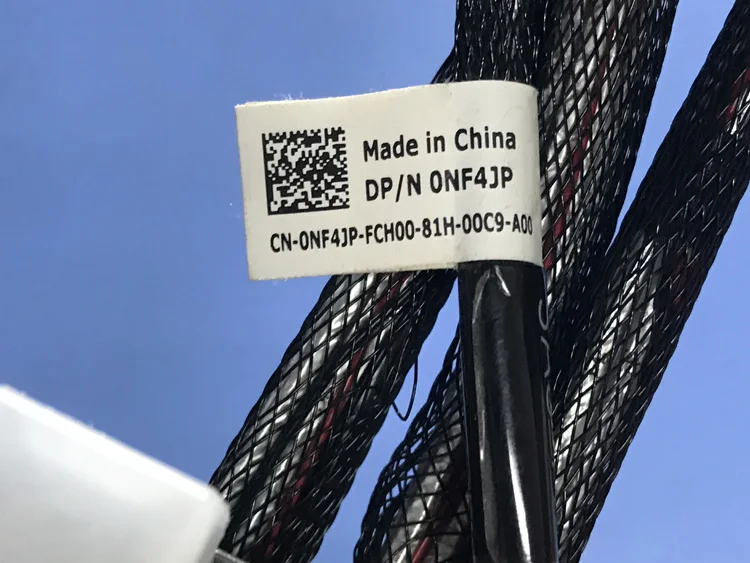 Made in China
DP/N 0NF4JP
CN-0NF4JP-FCH00-81H-00C9-A00